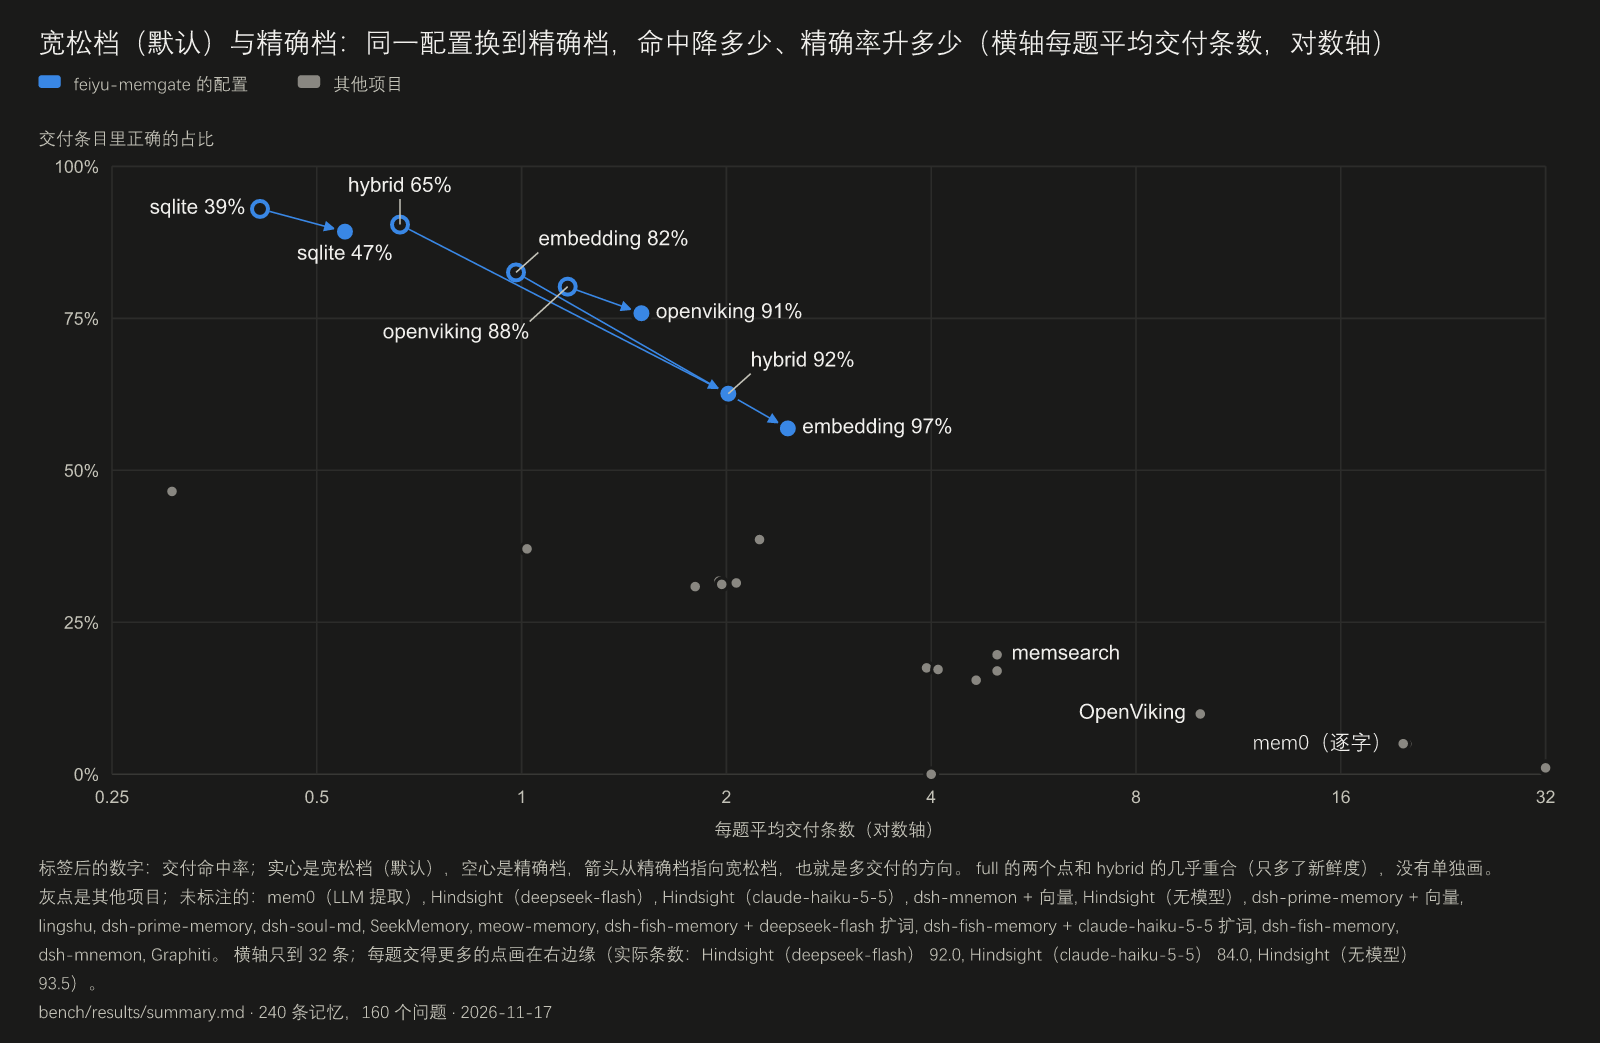 宽松档（默认）与精确档：同一配置换到精确档，命中降多少、精确率升多少（横轴每题平均交付条数，对数轴）
feiyu-memgate 的配置
其他项目
交付条目里正确的占比
100%
75%
50%
25%
0%
hybrid 65%
sqlite 39%
sqlite 47%
embedding 82%
openviking 91%
openviking 88%
hybrid 92%
embedding 97%
memsearch
OpenViking
mem0（逐字）
0.25
0.5
1
2
4
8
16
32
每题平均交付条数（对数轴）
标签后的数字：交付命中率；实心是宽松档（默认），空心是精确档，箭头从精确档指向宽松档，也就是多交付的方向。 full 的两个点和 hybrid 的几乎重合（只多了新鲜度），没有单独画。
灰点是其他项目；未标注的：mem0（LLM 提取）, Hindsight（deepseek-flash）, Hindsight（claude-haiku-5-5）, dsh-mnemon + 向量, Hindsight（无模型）, dsh-prime-memory + 向量,
lingshu, dsh-prime-memory, dsh-soul-md, SeekMemory, meow-memory, dsh-fish-memory + deepseek-flash 扩词, dsh-fish-memory + claude-haiku-5-5 扩词, dsh-fish-memory,
dsh-mnemon, Graphiti。 横轴只到 32 条；每题交得更多的点画在右边缘（实际条数：Hindsight（deepseek-flash） 92.0, Hindsight（claude-haiku-5-5） 84.0, Hindsight（无模型）
93.5）。
bench/results/summary.md · 240 条记忆，160 个问题 · 2026-11-17